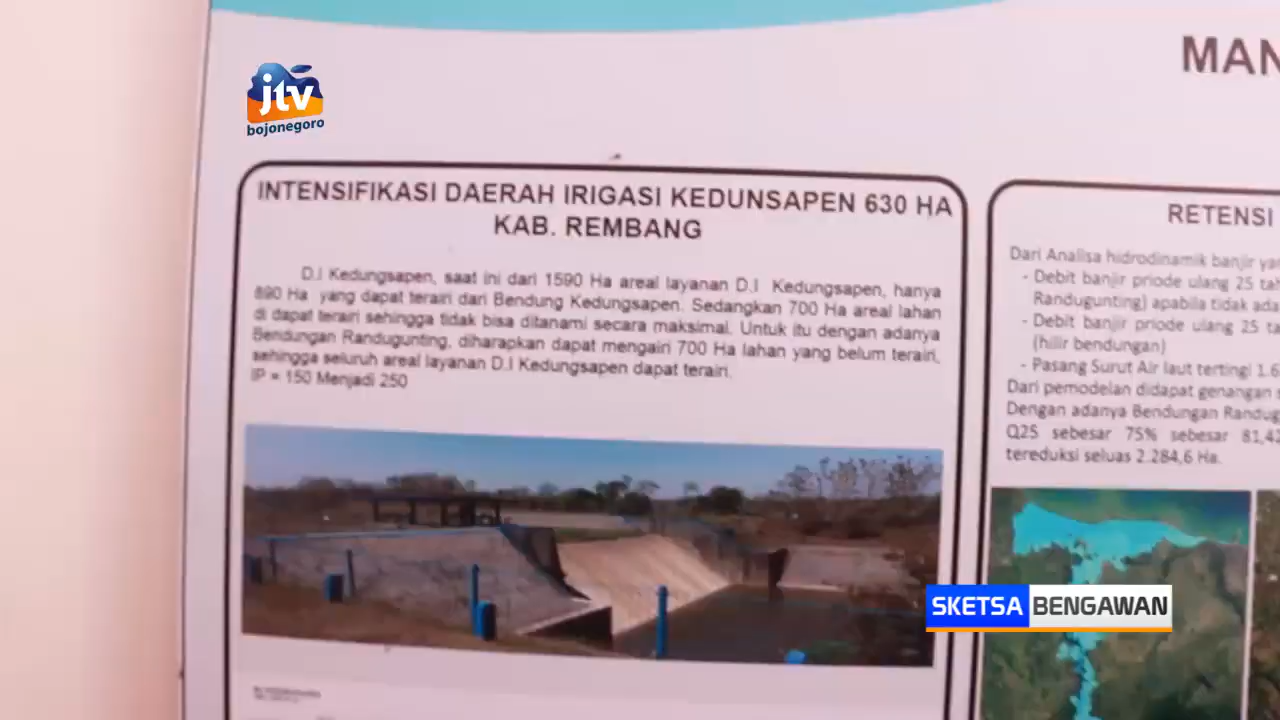 jtv
bojonegoro
MAN
INTENSIFIKASI DAERAH IRIGASI KEDUNSAPEN 630 HA
KAB. REMBANG
D.I Kedungsapen, saat ini dari 1590 Ha areal layanan D.I Kedungsapen, hanya
890 Ha yang dapat terairi dari Bendung Kedungsapen. Sedangkan 700 Ha areal lahan
di dapat terairi sehingga tidak bisa ditanami secara maksimal. Untuk itu dengan adanya
Bendungan Randugunting, diharapkan dapat mengairi 700 Ha lahan yang belum terairi,
sehingga seluruh areal layanan D.I Kedungsapen dapat terairi.
IP = 150 Menjadi 250
RETENSI
Dari Analisa hidrodinamik banjir
- Debit banjir priode ulang 25
Randugunting) apabila tidak
- Debit banjir priode ulang 25
(hilir bendungan)
- Pasang Surut Air laut tertingi 1.6
Dari pemodelan didapat genangan
Dengan adanya Bendungan
Q25 sebesar 75% sebesar 81,42
tereduksi seluas 2.284,6 Ha.
SKETSA BENGAWAN